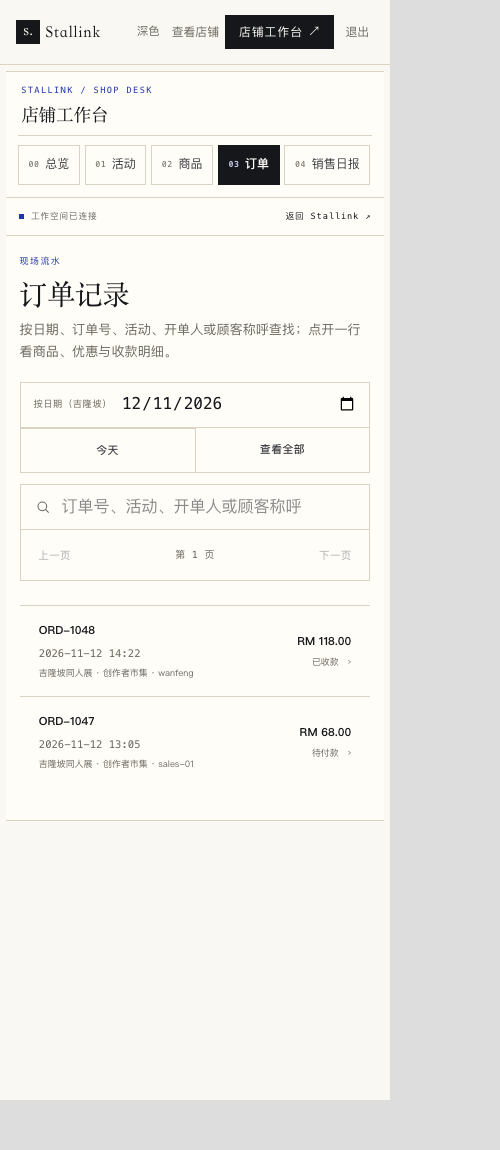 S. Stallink 深色 查看店铺 店铺工作台 ↗ 退出
STALLINK / SHOP DESK
店铺工作台
00 总览 01 活动 02 商品 03 订单 04 销售日报
工作空间已连接 返回 Stallink ↗
现场流水
订单记录
按日期、订单号、活动、开单人或顾客称呼查找；点开一行
看商品、优惠与收款明细。
按日期（吉隆坡） 12/11/2026
今天 查看全部
订单号、活动、开单人或顾客称呼
上一页 第 1 页 下一页
ORD-1048
RM 118.00
2026-11-12 14:22
已收款 ›
吉隆坡同人展 · 创作者市集 · wanfeng
ORD-1047
RM 68.00
2026-11-12 13:05
待付款 ›
吉隆坡同人展 · 创作者市集 · sales-01